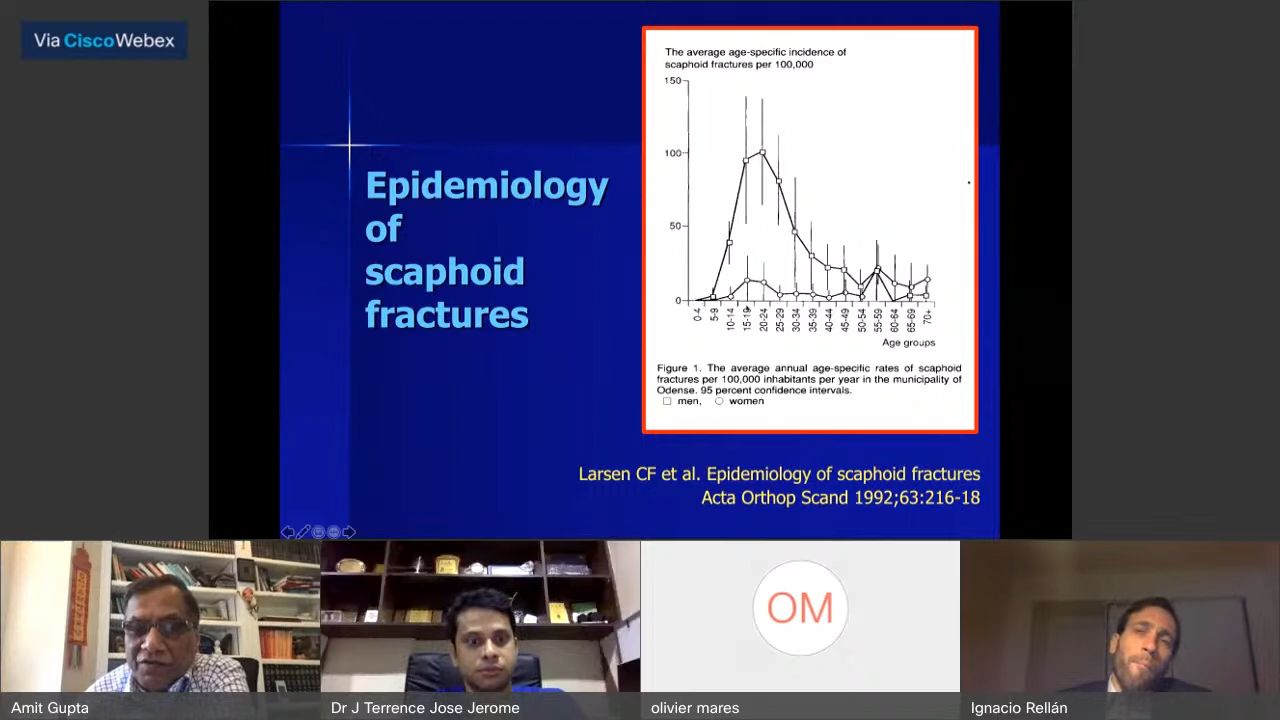 Via CiscoWebex
Epidemiology
of
scaphoid
fractures
The average age-specific incidence of
scaphoid fractures per 100,000
150
100
50
0
0-4
5-9
10-14
15-19
20-24
25-29
30-34
35-39
40-44
45-49
50-54
55-59
60-64
65-69
70+
Age groups
Figure 1. The average annual age-specific rates of scaphoid
fractures per 100,000 inhabitants per year in the municipality of
Odense. 95 percent confidence intervals.
men, women
Larsen CF et al. Epidemiology of scaphoid fractures
Acta Orthop Scand 1992;63:216-18
OM
Amit Gupta
Dr J Terrence Jose Jerome
olivier mares
Ignacio Rellán